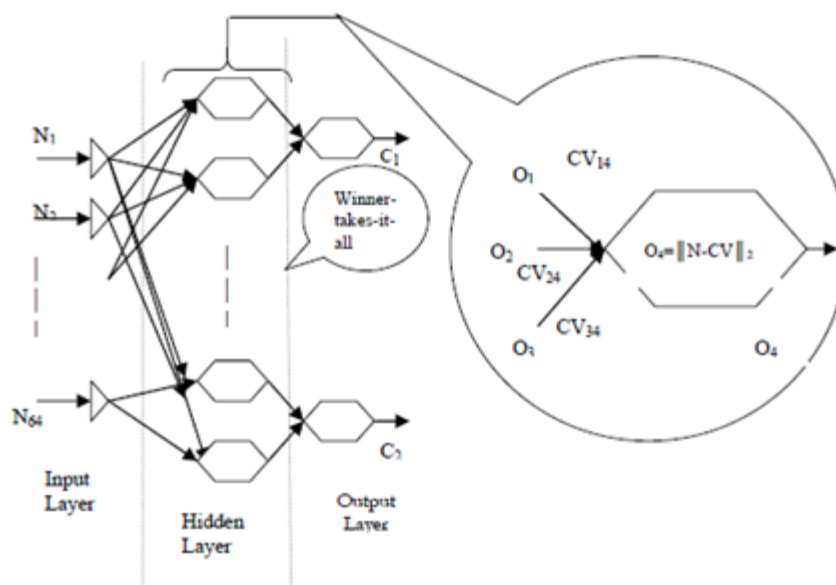 N1
N2
N64
Input
Layer
Hidden
Layer
C1
Winner-
takes-it-
all
C2
Output
Layer
O1
CV14
O2
CV24
O3
CV34
O4=‖N-CV‖2
O4